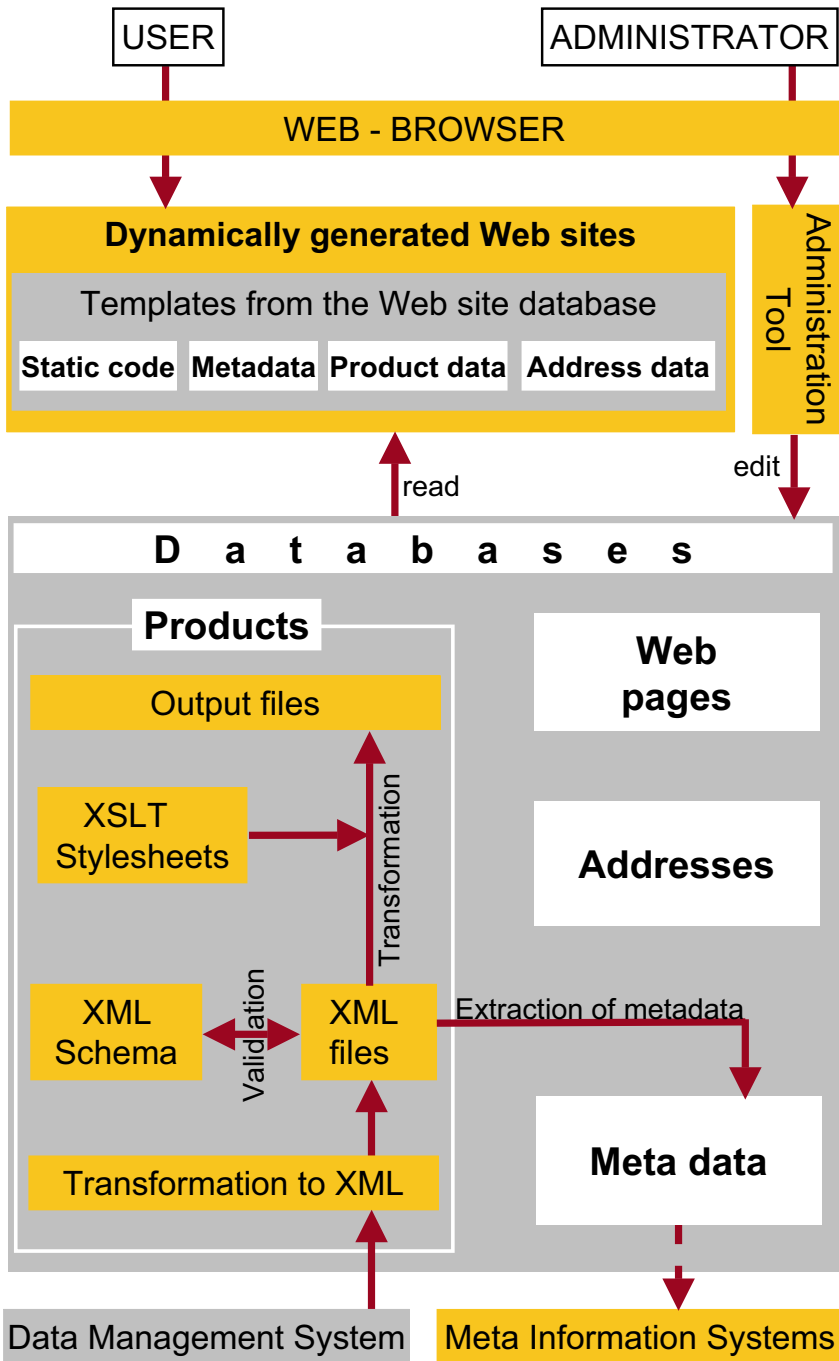 USER
ADMINISTRATOR
WEB - BROWSER
Dynamically generated Web sites
Templates from the Web site database
Static code
Metadata
Product data
Address data
Administration
Tool
read
edit
Databases
Products
Output files
XSLT
Stylesheets
Transformation
XML
Schema
Validation
XML
files
Transformation to XML
Web
pages
Addresses
Extraction of metadata
Meta data
Data Management System
Meta Information Systems